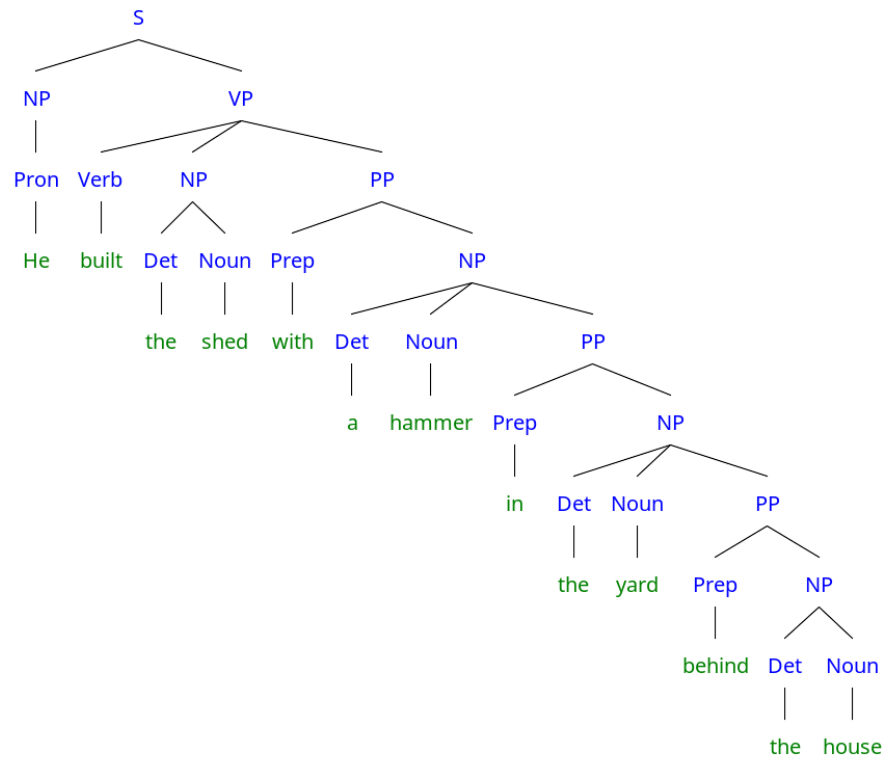 S
NP VP
Pron Verb NP PP
He built Det Noun Prep NP
the shed with Det Noun PP
a hammer Prep NP
in Det Noun PP
the yard Prep NP
behind Det Noun
the house